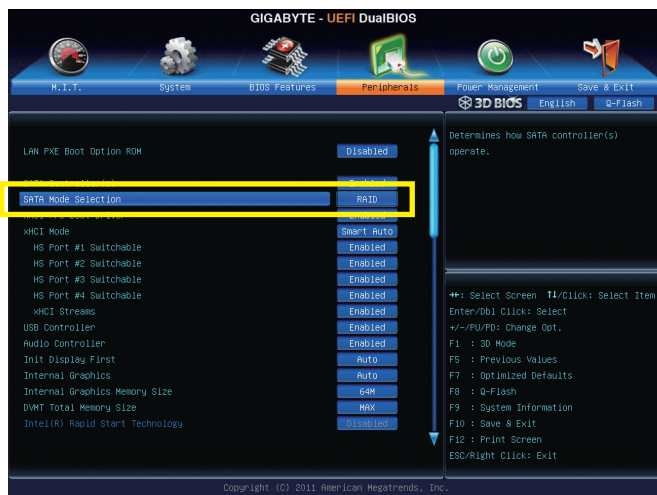 GIGABYTE - UEFI DualBIOS
M.I.T. System BIOS Features Peripherals Power Management Save & Exit
3D BIOS English Q-Flash
LAN PXE Boot Option ROM Disabled
SATA Mode Selection RAID
xHCI Mode Smart Auto
HS Port #1 Switchable Enabled
HS Port #2 Switchable Enabled
HS Port #3 Switchable Enabled
HS Port #4 Switchable Enabled
xHCI Streams Enabled
USB Controller Enabled
Audio Controller Enabled
Init Display First Auto
Internal Graphics Auto
Internal Graphics Memory Size 64M
DVMT Total Memory Size MAX
Intel(R) Rapid Start Technology Disabled
Determines how SATA controller(s)
operate.
→←: Select Screen ↑↓/Click: Select Item
Enter/Dbl Click: Select
+/-/PU/PD: Change Opt.
F1 : 3D Mode
F5 : Previous Values
F7 : Optimized Defaults
F8 : Q-Flash
F9 : System Information
F10 : Save & Exit
F12 : Print Screen
ESC/Right Click: Exit
Copyright (C) 2011 American Megatrends, Inc.